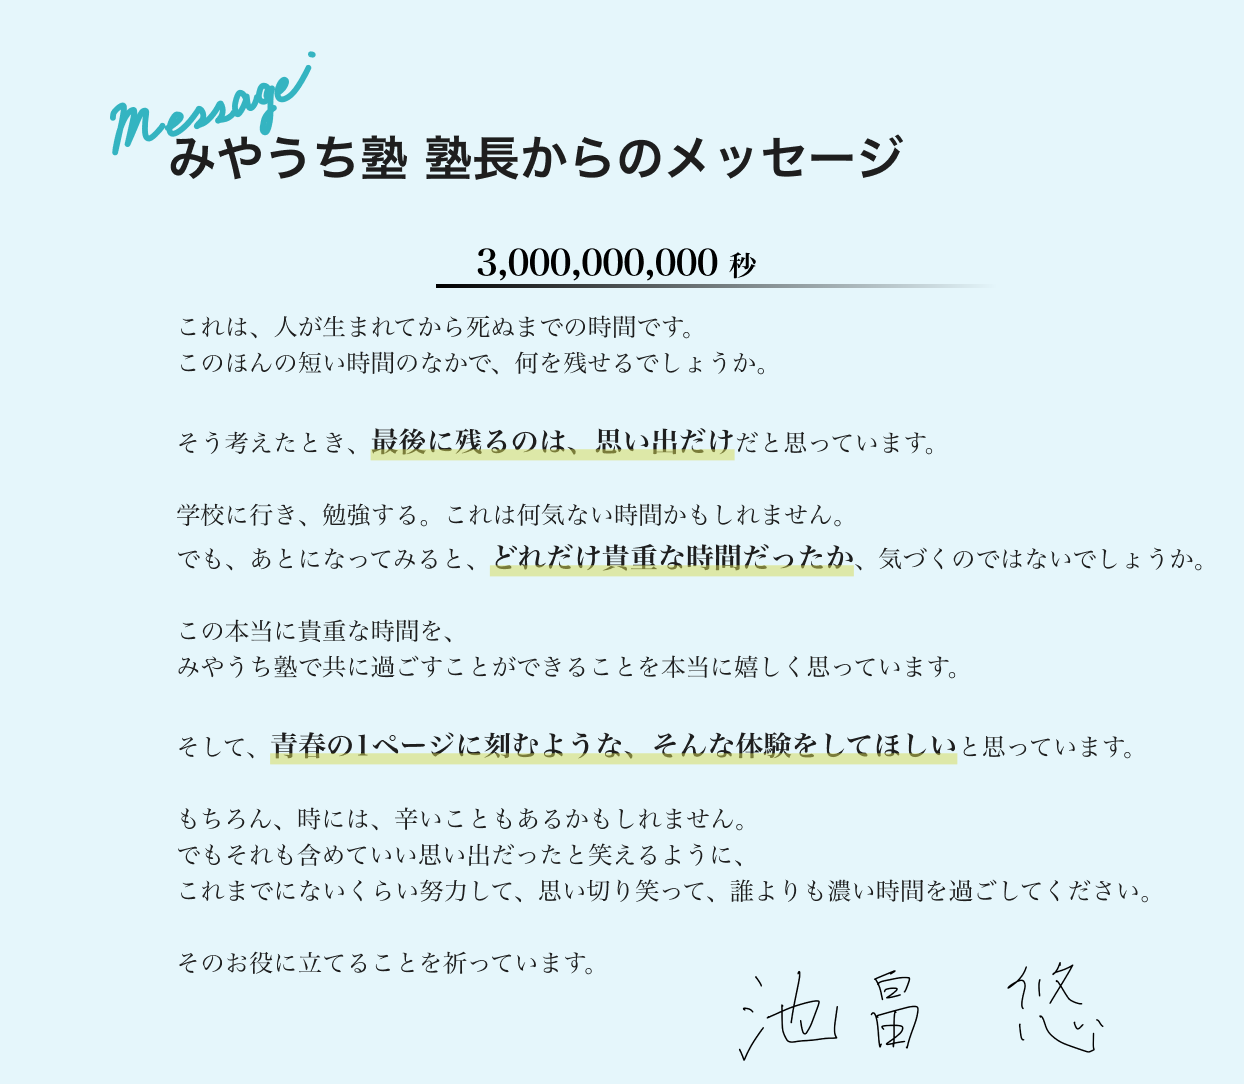 Message
みやうち塾 塾長からのメッセージ
3,000,000,000 秒
これは、人が生まれてから死ぬまでの時間です。
このほんの短い時間のなかで、何を残せるでしょうか。
そう考えたとき、最後に残るのは、思い出だけだと思っています。
学校に行き、勉強する。これは何気ない時間かもしれません。
でも、あとになってみると、どれだけ貴重な時間だったか、気づくのではないでしょうか。
この本当に貴重な時間を、
みやうち塾で共に過ごすことができることを本当に嬉しく思っています。
そして、青春の1ページに刻むような、そんな体験をしてほしいと思っています。
もちろん、時には、辛いこともあるかもしれません。
でもそれも含めていい思い出だったと笑えるように、
これまでにないくらい努力して、思い切り笑って、誰よりも濃い時間を過ごしてください。
そのお役に立てることを祈っています。
池畠 悠